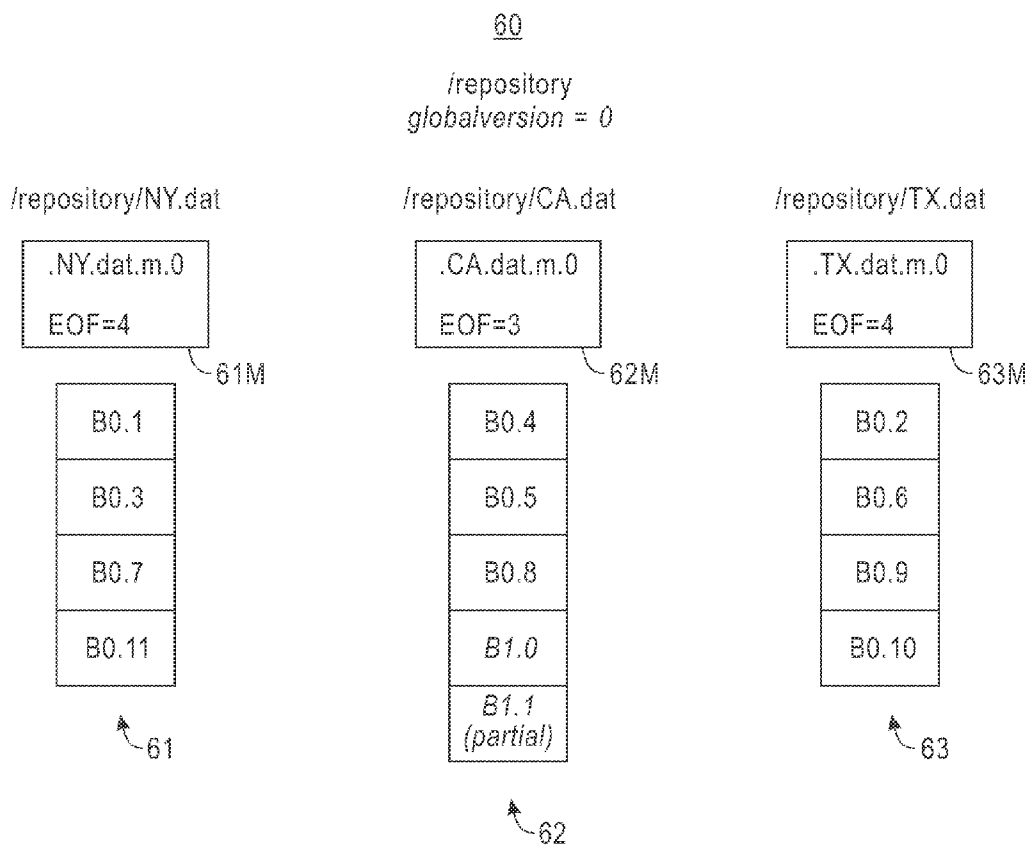 60
/repository
globalversion = 0
/repository/NY.dat
/repository/CA.dat
/repository/TX.dat
.NY.dat.m.0
EOF=4
61M
.CA.dat.m.0
EOF=3
62M
.TX.dat.m.0
EOF=4
63M
B0.1
B0.3
B0.7
B0.11
61
B0.4
B0.5
B0.8
B1.0
B1.1
(partial)
62
B0.2
B0.6
B0.9
B0.10
63